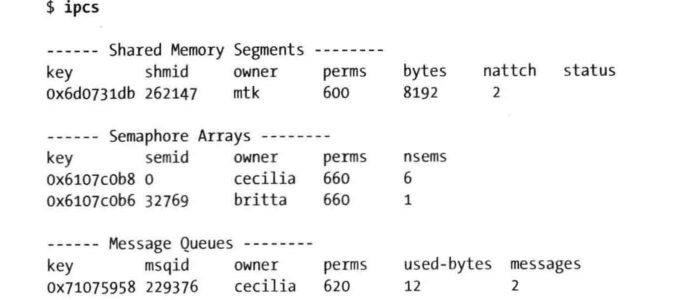 $ ipcs
------ Shared Memory Segments --------
key shmid owner perms bytes nattch status
0x6d0731db 262147 mtk 600 8192 2
------ Semaphore Arrays --------
key semid owner perms nsems
0x6107c0b8 0 cecilia 660 6
0x6107c0b6 32769 britta 660 1
------ Message Queues --------
key msqid owner perms used-bytes messages
0x71075958 229376 cecilia 620 12 2